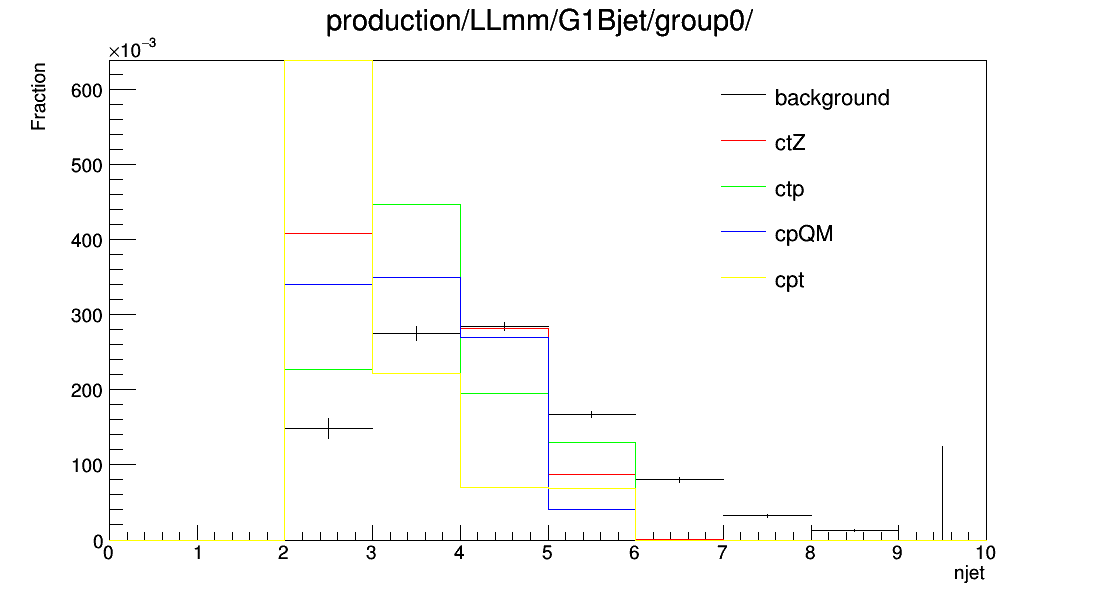 production/LLmm/G1Bjet/group0/
×10⁻³
Fraction
600
500
400
300
200
100
0
0 1 2 3 4 5 6 7 8 9 10
njet
background
ctZ
ctp
cpQM
cpt